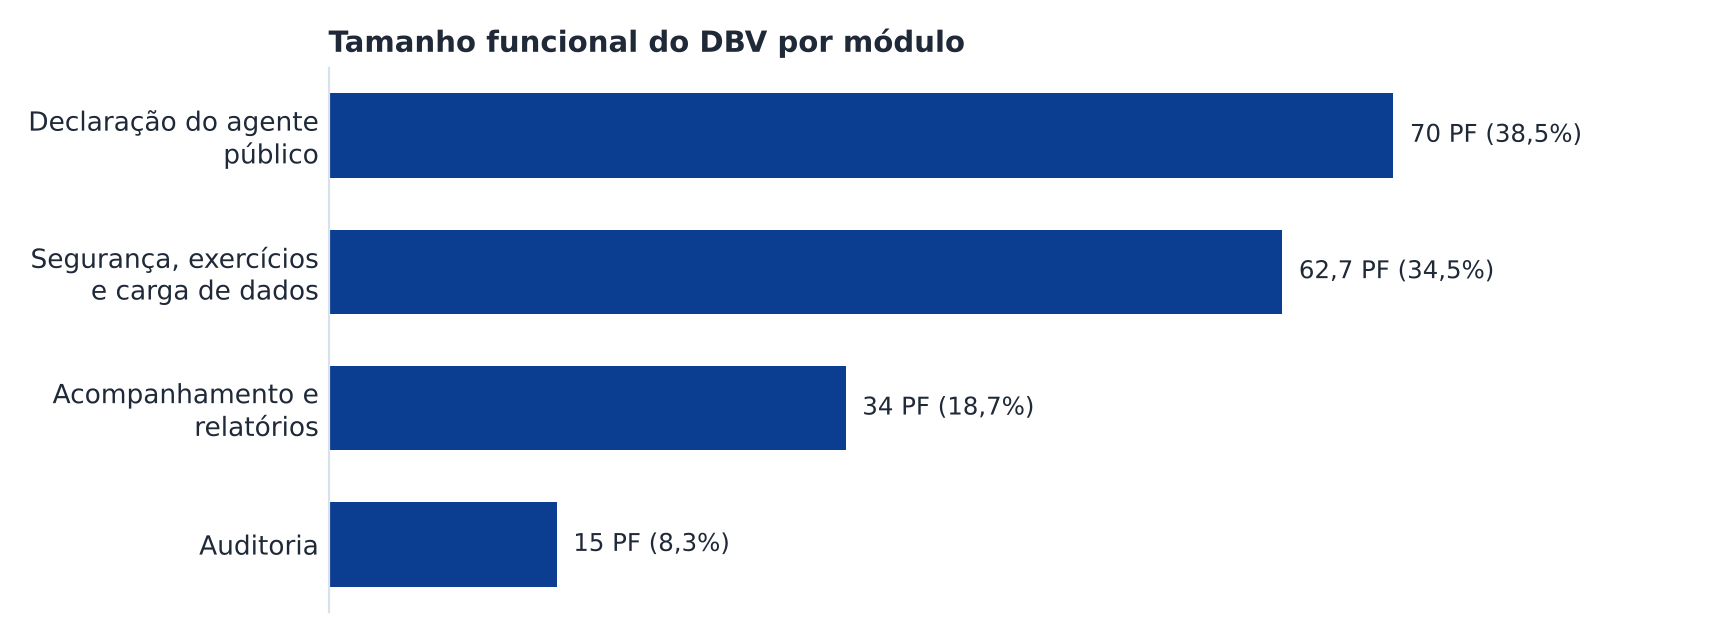 Tamanho funcional do DBV por módulo
Declaração do agente
público
70 PF (38,5%)
Segurança, exercícios
e carga de dados
62,7 PF (34,5%)
Acompanhamento e
relatórios
34 PF (18,7%)
Auditoria
15 PF (8,3%)